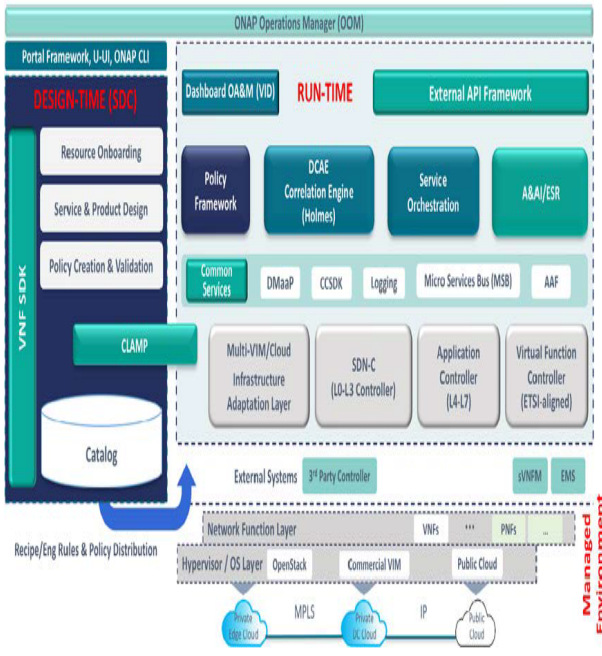 ONAP Operations Manager (OOM)
Portal Framework, U-UI, ONAP CLI
DESIGN-TIME (SDC)
VNF SDK
Resource Onboarding
Service & Product Design
Policy Creation & Validation
CLAMP
Catalog
Recipe/Eng Rules & Policy Distribution
Dashboard OA&M (VID)
RUN-TIME
External API Framework
Policy
Framework
DCAE
Correlation Engine
(Holmes)
Service
Orchestration
A&AI/ESR
Common
Services
DMaaP
CCSDK
Logging
Micro Services Bus (MSB)
AAF
Multi-VIM/Cloud
Infrastructure
Adaptation Layer
SDN-C
(L0-L3 Controller)
Application
Controller
(L4-L7)
Virtual Function
Controller
(ETSI-aligned)
External Systems
3rd Party Controller
sVNFM
EMS
Network Function Layer
VNFs
***
PNFs
...
Hypervisor / OS Layer
OpenStack
Commercial VIM
Public Cloud
Private
Edge Cloud
MPLS
Private
DC Cloud
IP
Public
Cloud
Managed
Environment